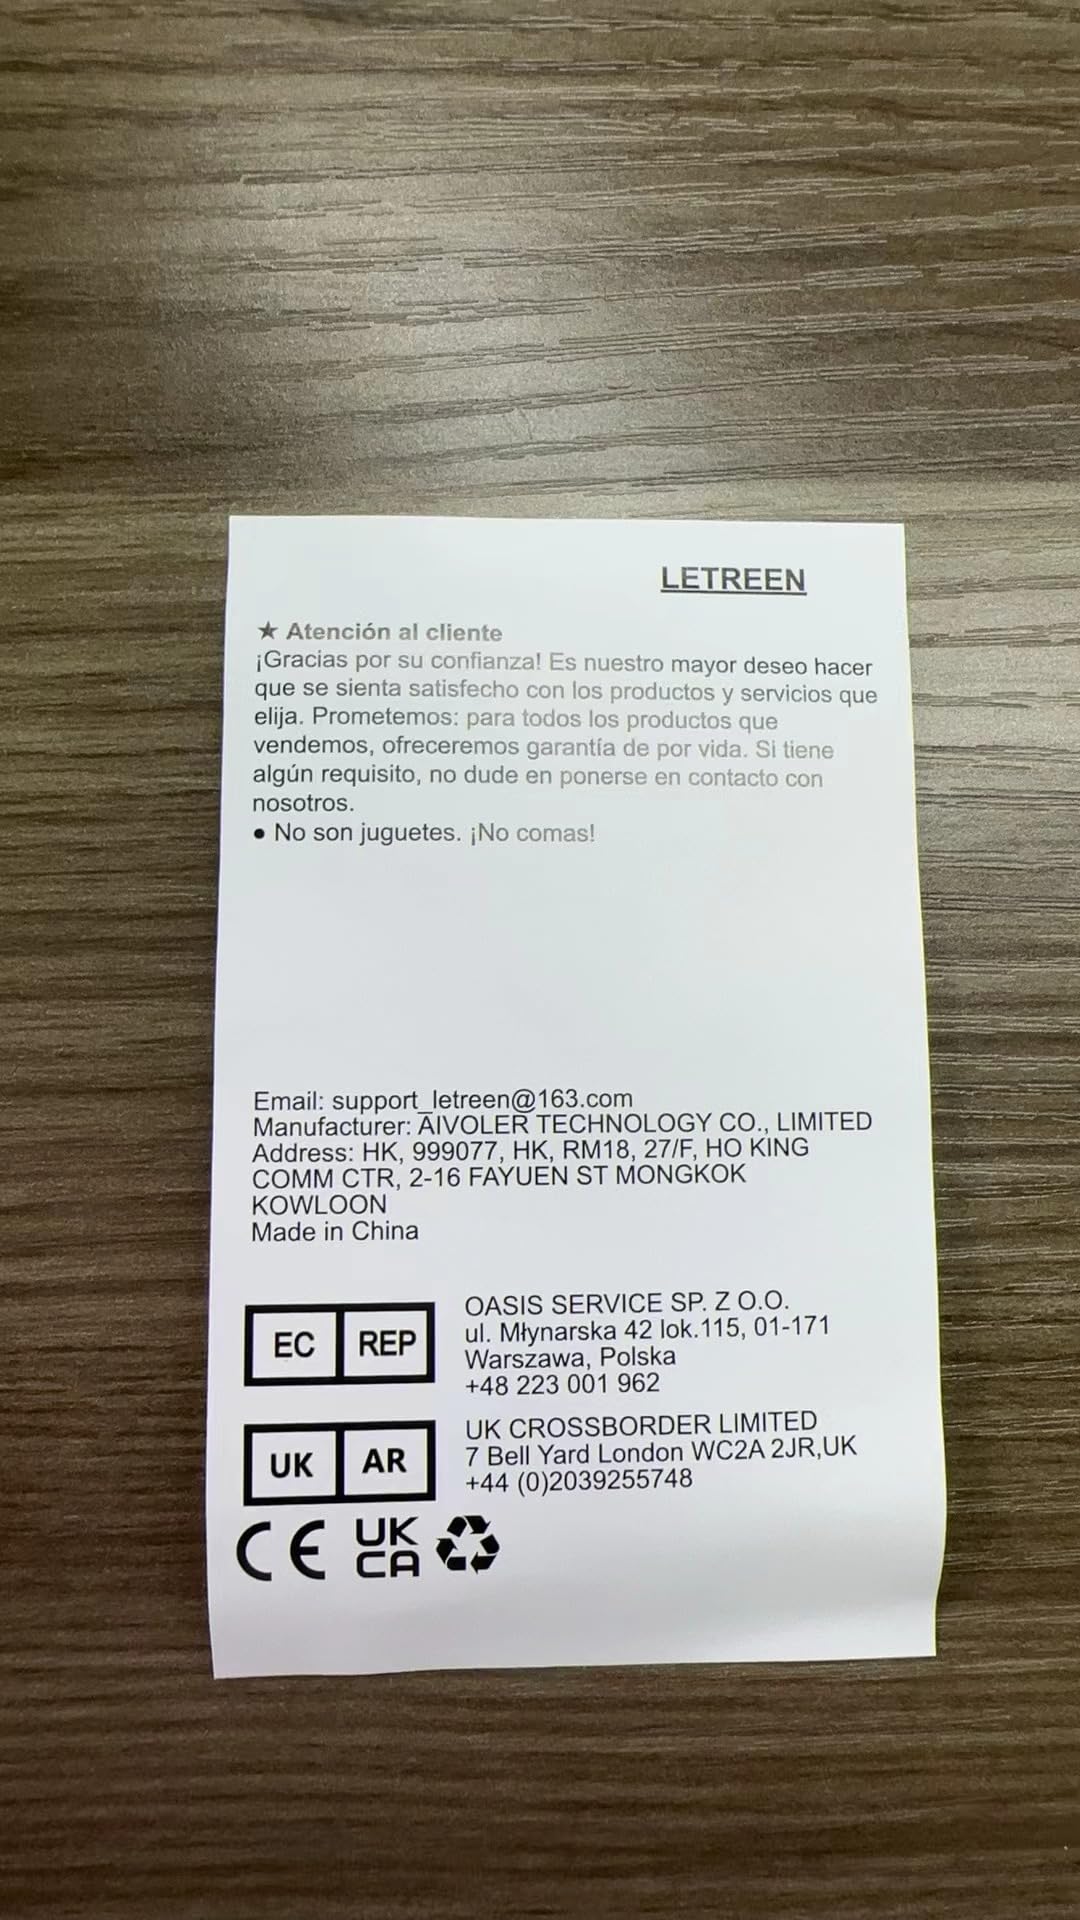 LETREEN
★ Atención al cliente
¡Gracias por su confianza! Es nuestro mayor deseo hacer
que se sienta satisfecho con los productos y servicios que
elija. Prometemos: para todos los productos que
vendemos, ofreceremos garantía de por vida. Si tiene
algún requisito, no dude en ponerse en contacto con
nosotros.
• No son juguetes. ¡No comas!
Email: support_letreen@163.com
Manufacturer: AIVOLER TECHNOLOGY CO., LIMITED
Address: HK, 999077, HK, RM18, 27/F, HO KING
COMM CTR, 2-16 FAYUEN ST MONGKOK
KOWLOON
Made in China
EC REP
OASIS SERVICE SP. Z O.O.
ul. Młynarska 42 lok.115, 01-171
Warszawa, Polska
+48 223 001 962
UK AR
UK CROSSBORDER LIMITED
7 Bell Yard London WC2A 2JR,UK
+44 (0)2039255748
CE UK
CA